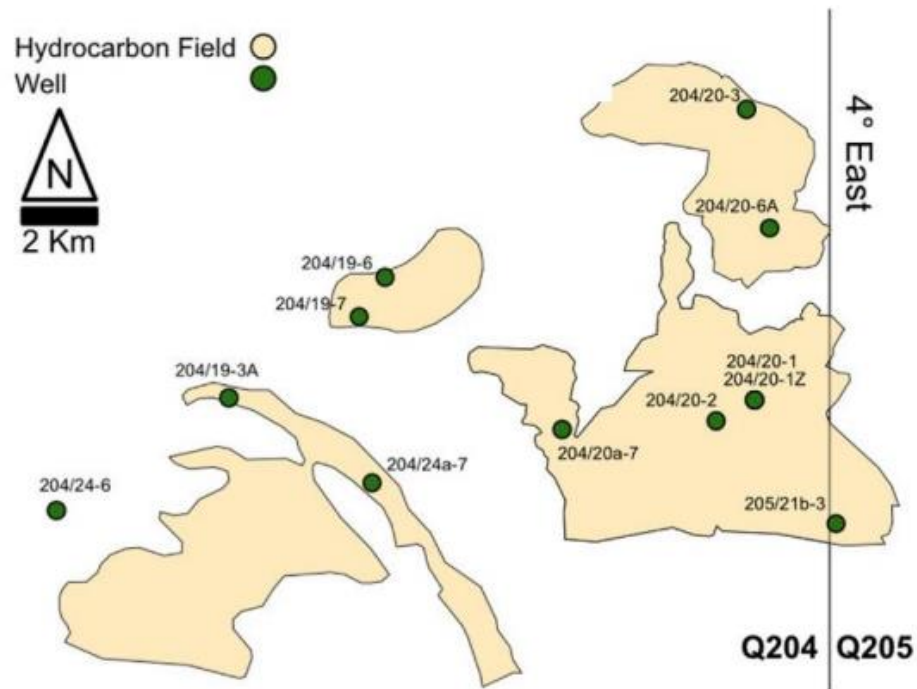 Hydrocarbon Field
Well
N
2 Km
4° East
204/20-3
204/20-6A
204/19-6
204/19-7
204/19-3A
204/20-1
204/20-1Z
204/20-2
204/20a-7
204/24a-7
204/24-6
205/21b-3
Q204
Q205